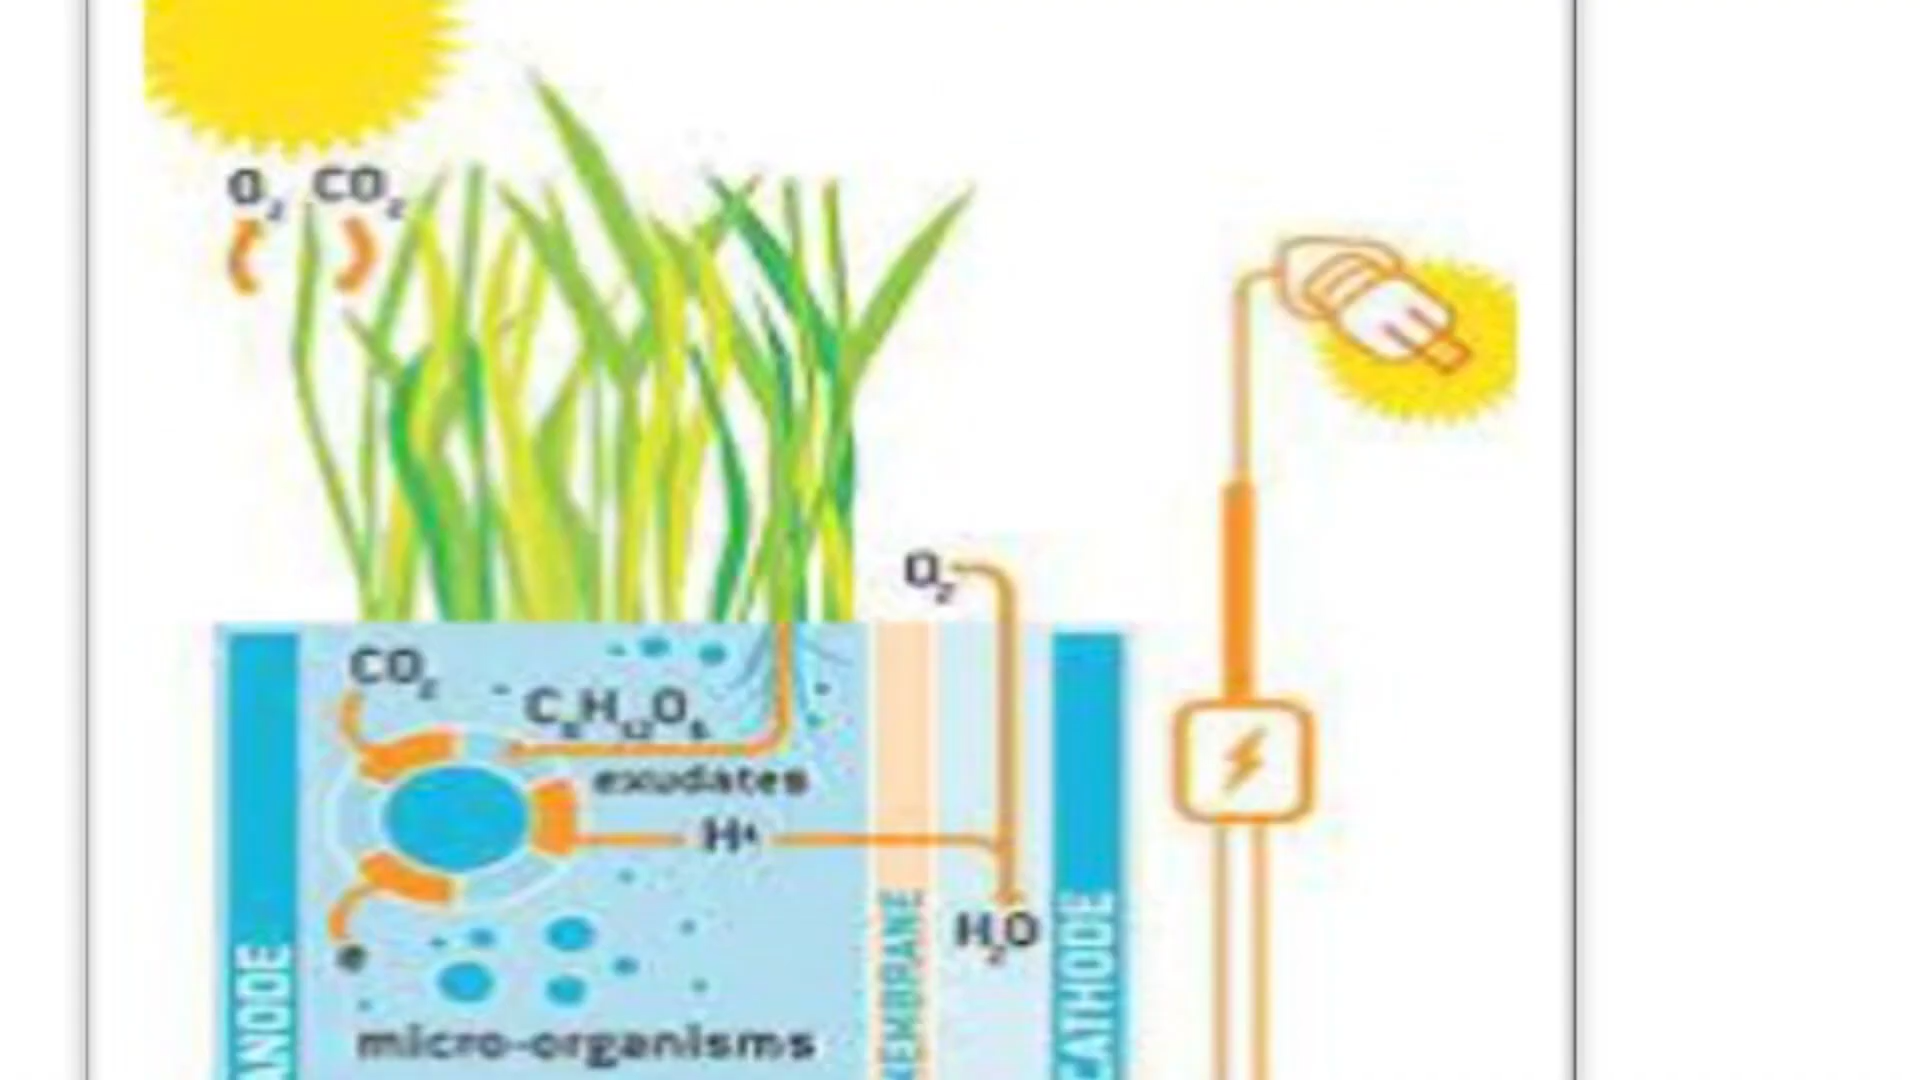 O₂ CO₂
O₂
CO₂
C₆H₁₂O₆
exudates
H+
MEMBRANE
H₂O
CATHODE
ANODE
e
micro-organisms